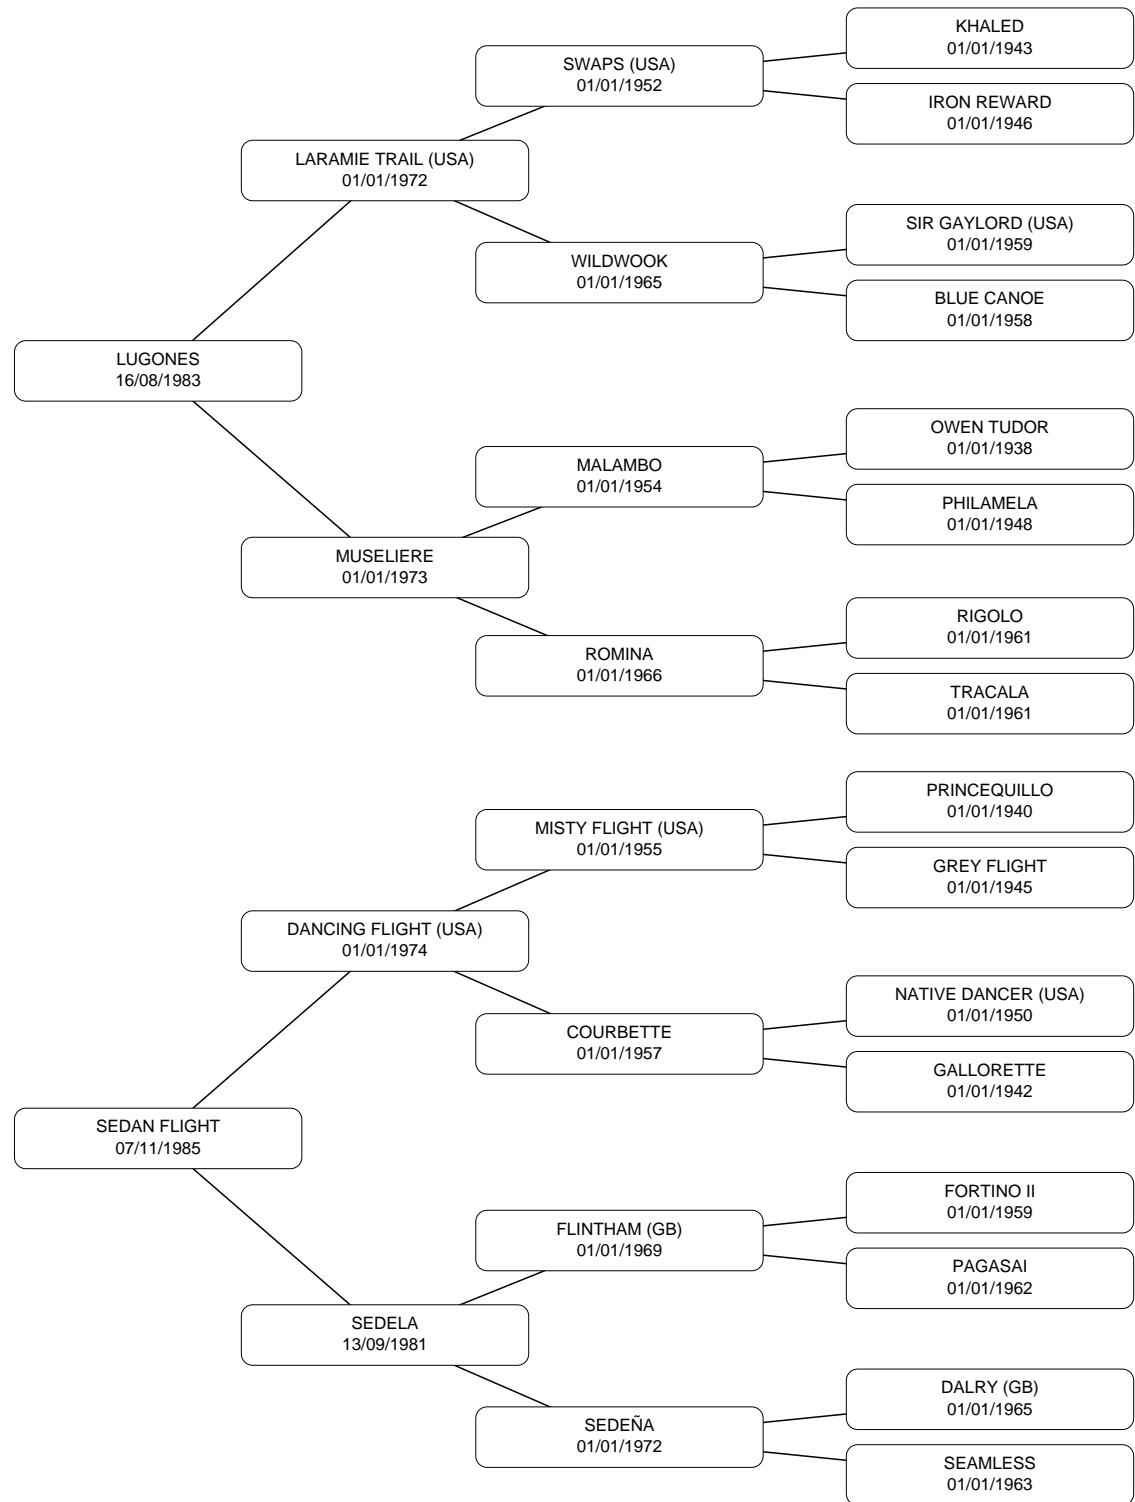 KHALED
01/01/1943
SWAPS (USA)
01/01/1952
IRON REWARD
01/01/1946
LARAMIE TRAIL (USA)
01/01/1972
SIR GAYLORD (USA)
01/01/1959
WILDWOOK
01/01/1965
BLUE CANOE
01/01/1958
LUGONES
16/08/1983
OWEN TUDOR
01/01/1938
MALAMBO
01/01/1954
PHILAMELA
01/01/1948
MUSELIERE
01/01/1973
RIGOLO
01/01/1961
ROMINA
01/01/1966
TRACALA
01/01/1961
PRINCEQUILLO
01/01/1940
MISTY FLIGHT (USA)
01/01/1955
GREY FLIGHT
01/01/1945
DANCING FLIGHT (USA)
01/01/1974
NATIVE DANCER (USA)
01/01/1950
COURBETTE
01/01/1957
GALLORETTE
01/01/1942
SEDAN FLIGHT
07/11/1985
FORTINO II
01/01/1959
FLINTHAM (GB)
01/01/1969
PAGASAI
01/01/1962
SEDELA
13/09/1981
DALRY (GB)
01/01/1965
SEDEÑA
01/01/1972
SEAMLESS
01/01/1963